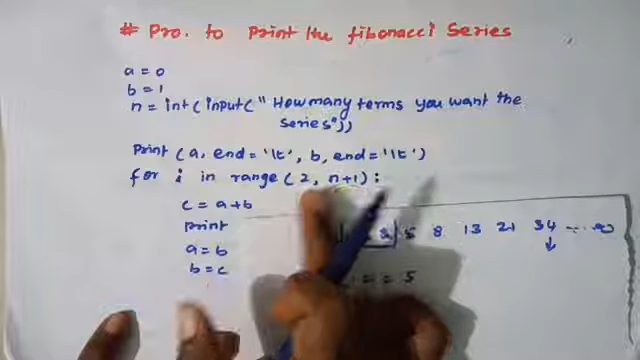 # Pro. to Print the fibonacci Series
a = 0
b = 1
n = int(input("How many terms you want the
series"))
Print (a, end = '\t', b, end = '\t')
for i in range (2, n+1):
c = a+b
print
a = b
b = c
5 8 13 21 34
= 5